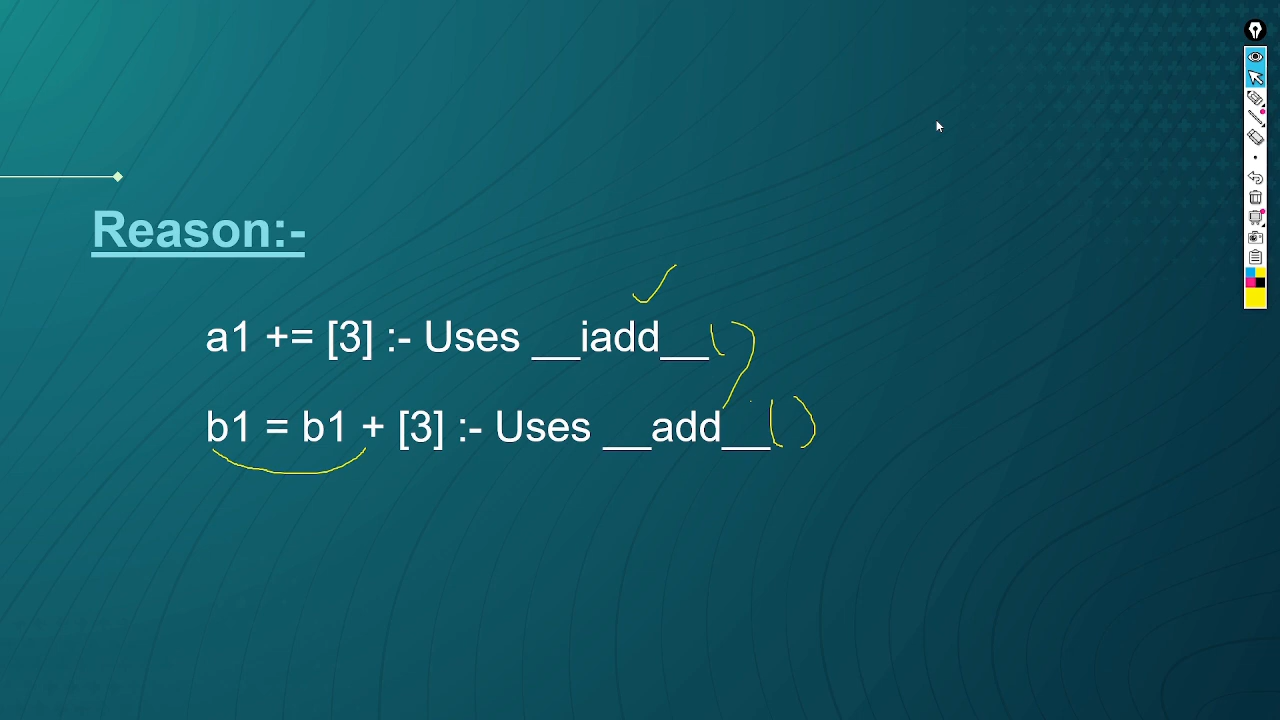 Reason:-
a1 += [3] :- Uses __iadd__()
b1 = b1 + [3] :- Uses __add__()